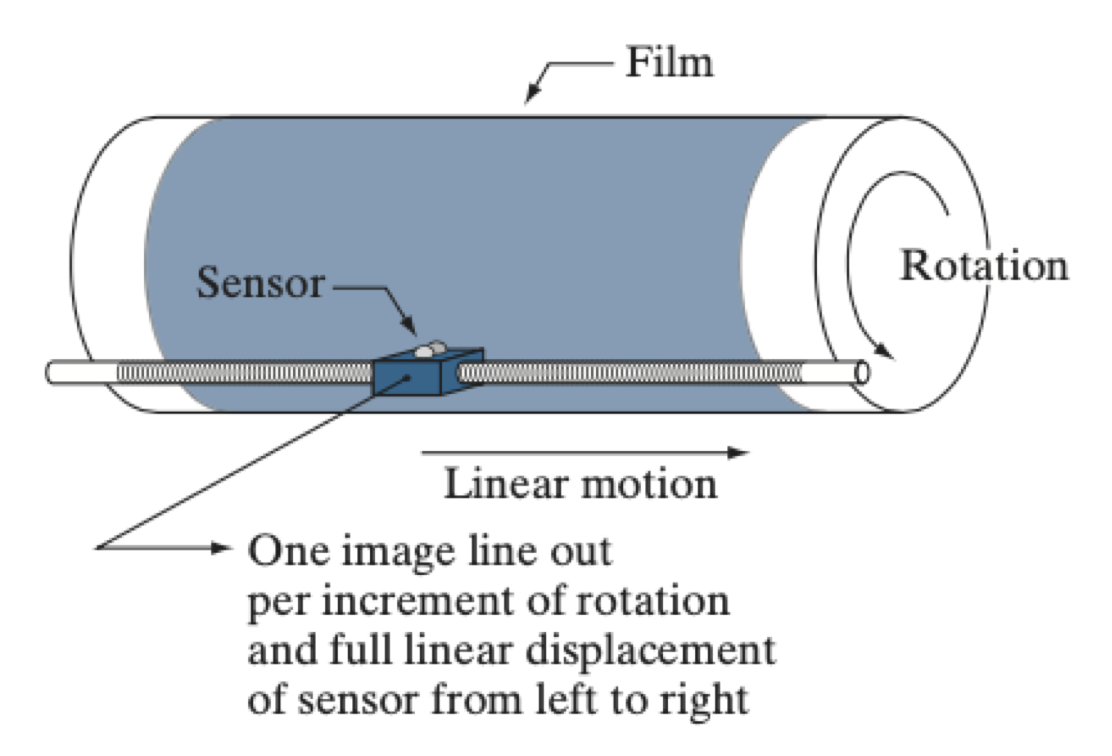 Film
Sensor
Rotation
Linear motion
One image line out
per increment of rotation
and full linear displacement
of sensor from left to right